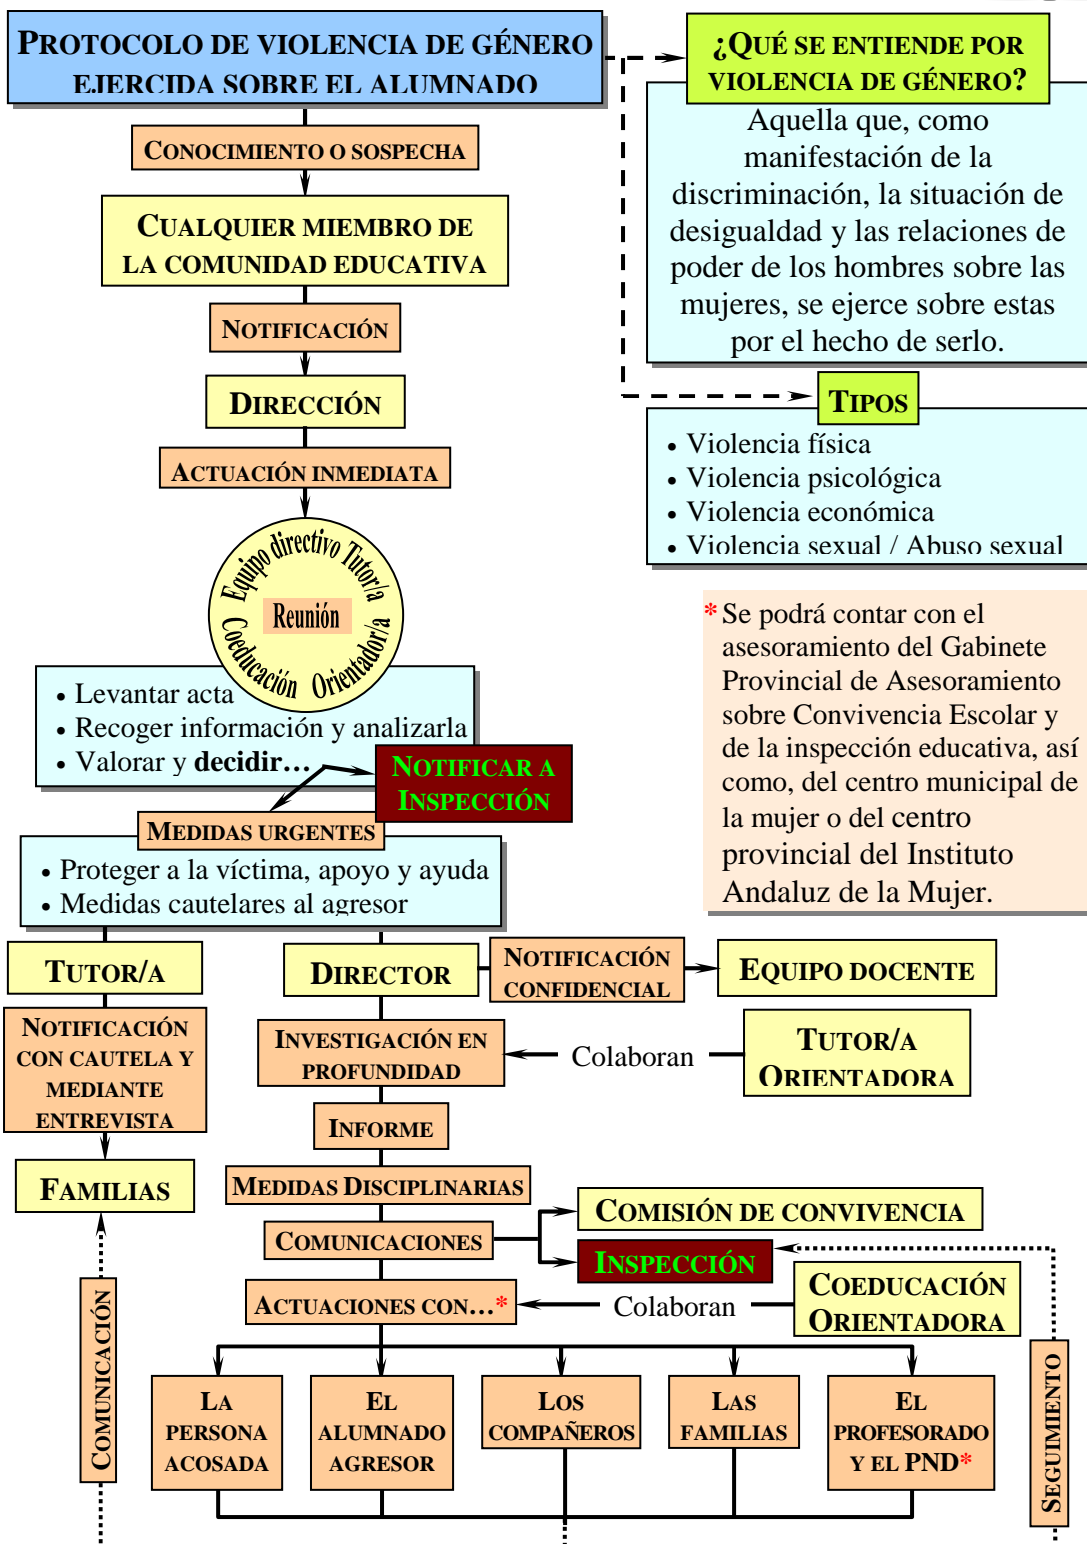 PROTOCOLO DE VIOLENCIA DE GÉNERO
EJERCIDA SOBRE EL ALUMNADO
¿QUÉ SE ENTIENDE POR
VIOLENCIA DE GÉNERO?
Aquella que, como
manifestación de la
discriminación, la situación de
desigualdad y las relaciones de
poder de los hombres sobre las
mujeres, se ejerce sobre estas
por el hecho de serlo.
CONOCIMIENTO O SOSPECHA
CUALQUIER MIEMBRO DE
LA COMUNIDAD EDUCATIVA
NOTIFICACIÓN
DIRECCIÓN
ACTUACIÓN INMEDIATA
TIPOS
• Violencia física
• Violencia psicológica
• Violencia económica
• Violencia sexual / Abuso sexual
Equipo directivo Tutor/a
Reunión
Coeducación Orientador/a
* Se podrá contar con el
asesoramiento del Gabinete
Provincial de Asesoramiento
sobre Convivencia Escolar y
de la inspección educativa, así
como, del centro municipal de
la mujer o del centro
provincial del Instituto
Andaluz de la Mujer.
• Levantar acta
• Recoger información y analizarla
• Valorar y decidir…
NOTIFICAR A
INSPECCIÓN
MEDIDAS URGENTES
• Proteger a la víctima, apoyo y ayuda
• Medidas cautelares al agresor
TUTOR/A
NOTIFICACIÓN
CON CAUTELA Y
MEDIANTE
ENTREVISTA
FAMILIAS
DIRECTOR
NOTIFICACIÓN
CONFIDENCIAL
EQUIPO DOCENTE
INVESTIGACIÓN EN
PROFUNDIDAD
Colaboran
TUTOR/A
ORIENTADORA
INFORME
MEDIDAS DISCIPLINARIAS
COMUNICACIONES
COMISIÓN DE CONVIVENCIA
INSPECCIÓN
ACTUACIONES CON…*
Colaboran
COEDUCACIÓN
ORIENTADORA
COMUNICACIÓN
LA
PERSONA
ACOSADA
EL
ALUMNADO
AGRESOR
LOS
COMPAÑEROS
LAS
FAMILIAS
EL
PROFESORADO
Y EL PND*
SEGUIMIENTO